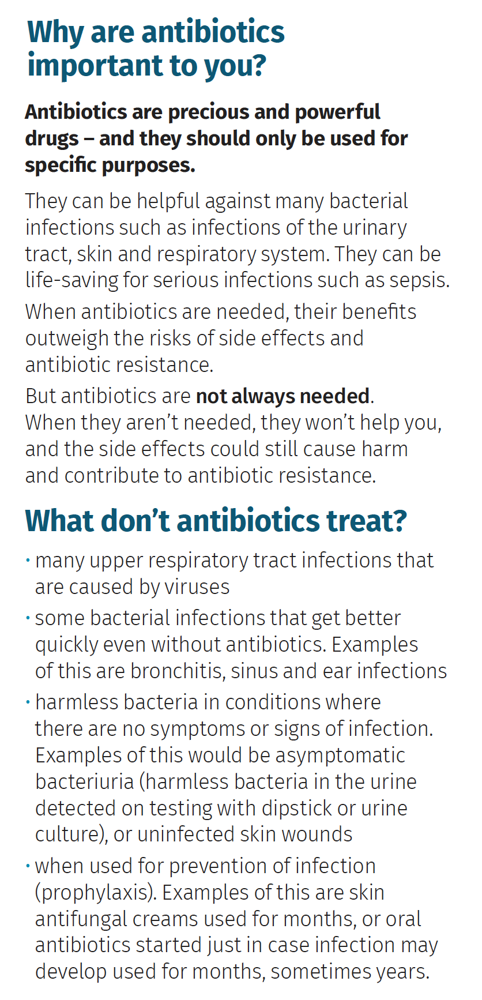 Why are antibiotics
important to you?
Antibiotics are precious and powerful
drugs – and they should only be used for
specific purposes.
They can be helpful against many bacterial
infections such as infections of the urinary
tract, skin and respiratory system. They can be
life-saving for serious infections such as sepsis.
When antibiotics are needed, their benefits
outweigh the risks of side effects and
antibiotic resistance.
But antibiotics are not always needed.
When they aren’t needed, they won’t help you,
and the side effects could still cause harm
and contribute to antibiotic resistance.
What don’t antibiotics treat?
• many upper respiratory tract infections that
are caused by viruses
• some bacterial infections that get better
quickly even without antibiotics. Examples
of this are bronchitis, sinus and ear infections
• harmless bacteria in conditions where
there are no symptoms or signs of infection.
Examples of this would be asymptomatic
bacteriuria (harmless bacteria in the urine
detected on testing with dipstick or urine
culture), or uninfected skin wounds
• when used for prevention of infection
(prophylaxis). Examples of this are skin
antifungal creams used for months, or oral
antibiotics started just in case infection may
develop used for months, sometimes years.